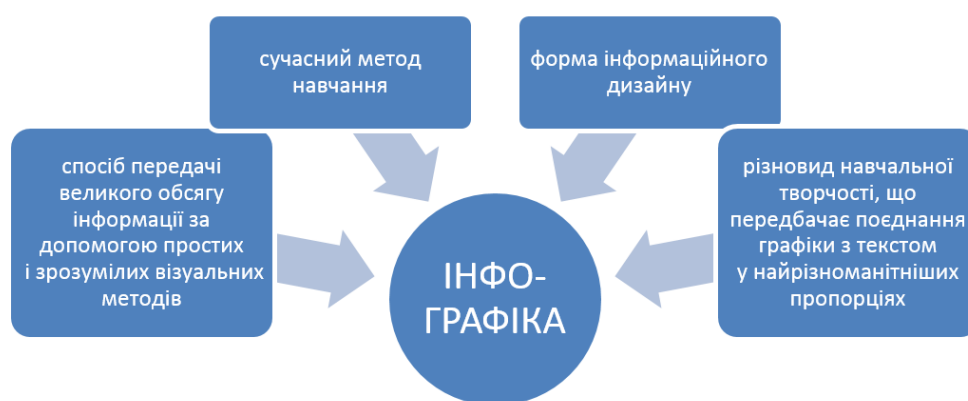 сучасний метод
навчання
форма інформаційного
дизайну
спосіб передачі
великого обсягу
інформації за
допомогою простих
і зрозумілих візуальних
методів
різновид навчальної
творчості, що
передбачає поєднання
графіки з текстом
у найрізноманітніших
пропорціях
ІНФО-
ГРАФІКА